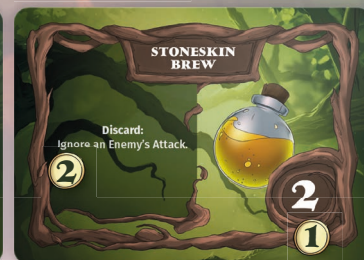 STONESKIN
BREW
Discard:
Ignore an Enemy's Attack.
2
2
1